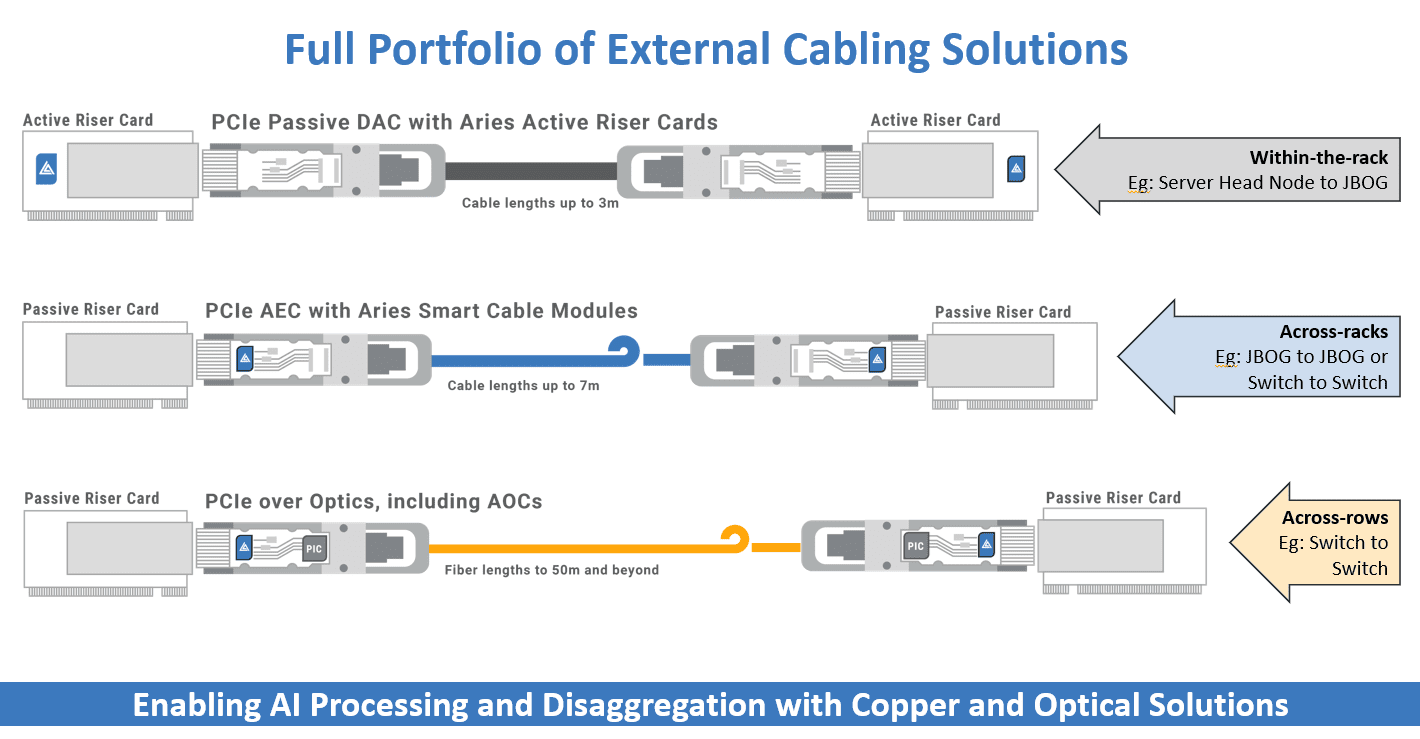 Full Portfolio of External Cabling Solutions
Active Riser Card
PCIe Passive DAC with Aries Active Riser Cards
Active Riser Card
Cable lengths up to 3m
Within-the-rack
Eg: Server Head Node to JBOG
Passive Riser Card
PCIe AEC with Aries Smart Cable Modules
Passive Riser Card
Cable lengths up to 7m
Across-racks
Eg: JBOG to JBOG or
Switch to Switch
Passive Riser Card
PCIe over Optics, including AOCs
Passive Riser Card
PIC
PIC
Fiber lengths to 50m and beyond
Across-rows
Eg: Switch to
Switch
Enabling AI Processing and Disaggregation with Copper and Optical Solutions